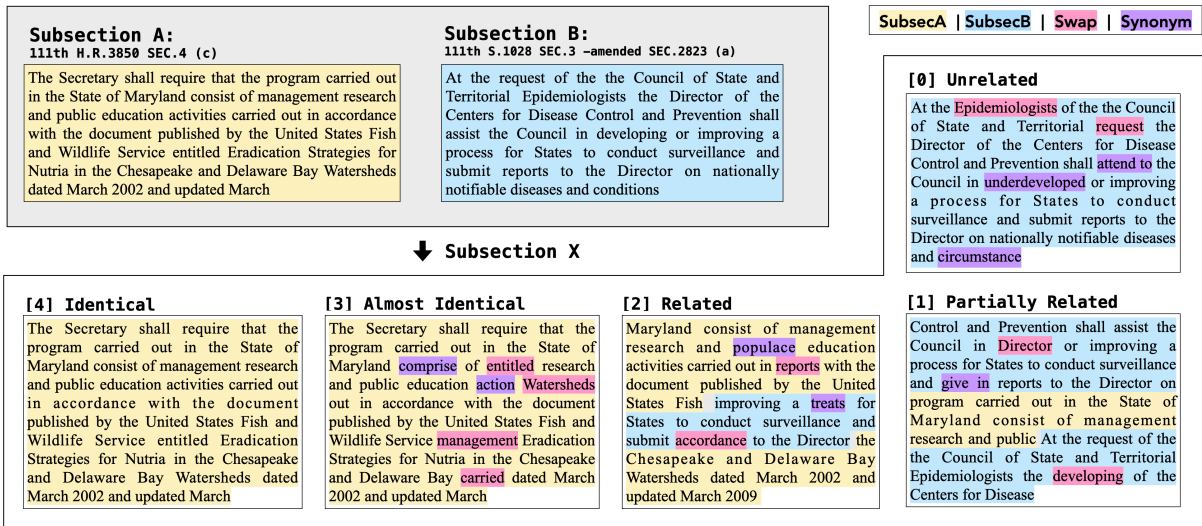 SubsecA | SubsecB | Swap | Synonym
Subsection A:
111th H.R.3850 SEC.4 (c)
The Secretary shall require that the program carried out
in the State of Maryland consist of management research
and public education activities carried out in accordance
with the document published by the United States Fish
and Wildlife Service entitled Eradication Strategies for
Nutria in the Chesapeake and Delaware Bay Watersheds
dated March 2002 and updated March
Subsection B:
111th S.1028 SEC.3 –amended SEC.2823 (a)
At the request of the the Council of State and
Territorial Epidemiologists the Director of the
Centers for Disease Control and Prevention shall
assist the Council in developing or improving a
process for States to conduct surveillance and
submit reports to the Director on nationally
notifiable diseases and conditions
Subsection X
[0] Unrelated
At the Epidemiologists of the the Council
of State and Territorial request the
Director of the Centers for Disease
Control and Prevention shall attend to the
Council in underdeveloped or improving
a process for States to conduct
surveillance and submit reports to the
Director on nationally notifiable diseases
and circumstance
[4] Identical
The Secretary shall require that the
program carried out in the State of
Maryland consist of management research
and public education activities carried out
in accordance with the document
published by the United States Fish and
Wildlife Service entitled Eradication
Strategies for Nutria in the Chesapeake
and Delaware Bay Watersheds dated
March 2002 and updated March
[3] Almost Identical
The Secretary shall require that the
program carried out in the State of
Maryland comprise of entitled research
and public education action Watersheds
out in accordance with the document
published by the United States Fish and
Wildlife Service management Eradication
Strategies for Nutria in the Chesapeake
and Delaware Bay carried dated March
2002 and updated March
[2] Related
Maryland consist of management
research and populace education
activities carried out in reports with the
document published by the United
States Fish improving a treats for
States to conduct surveillance and
submit accordance to the Director the
Chesapeake and Delaware Bay
Watersheds dated March 2002 and
updated March 2009
[1] Partially Related
Control and Prevention shall assist the
Council in Director or improving a
process for States to conduct surveillance
and give in reports to the Director on
program carried out in the State of
Maryland consist of management
research and public At the request of the
the Council of State and Territorial
Epidemiologists the developing of the
Centers for Disease